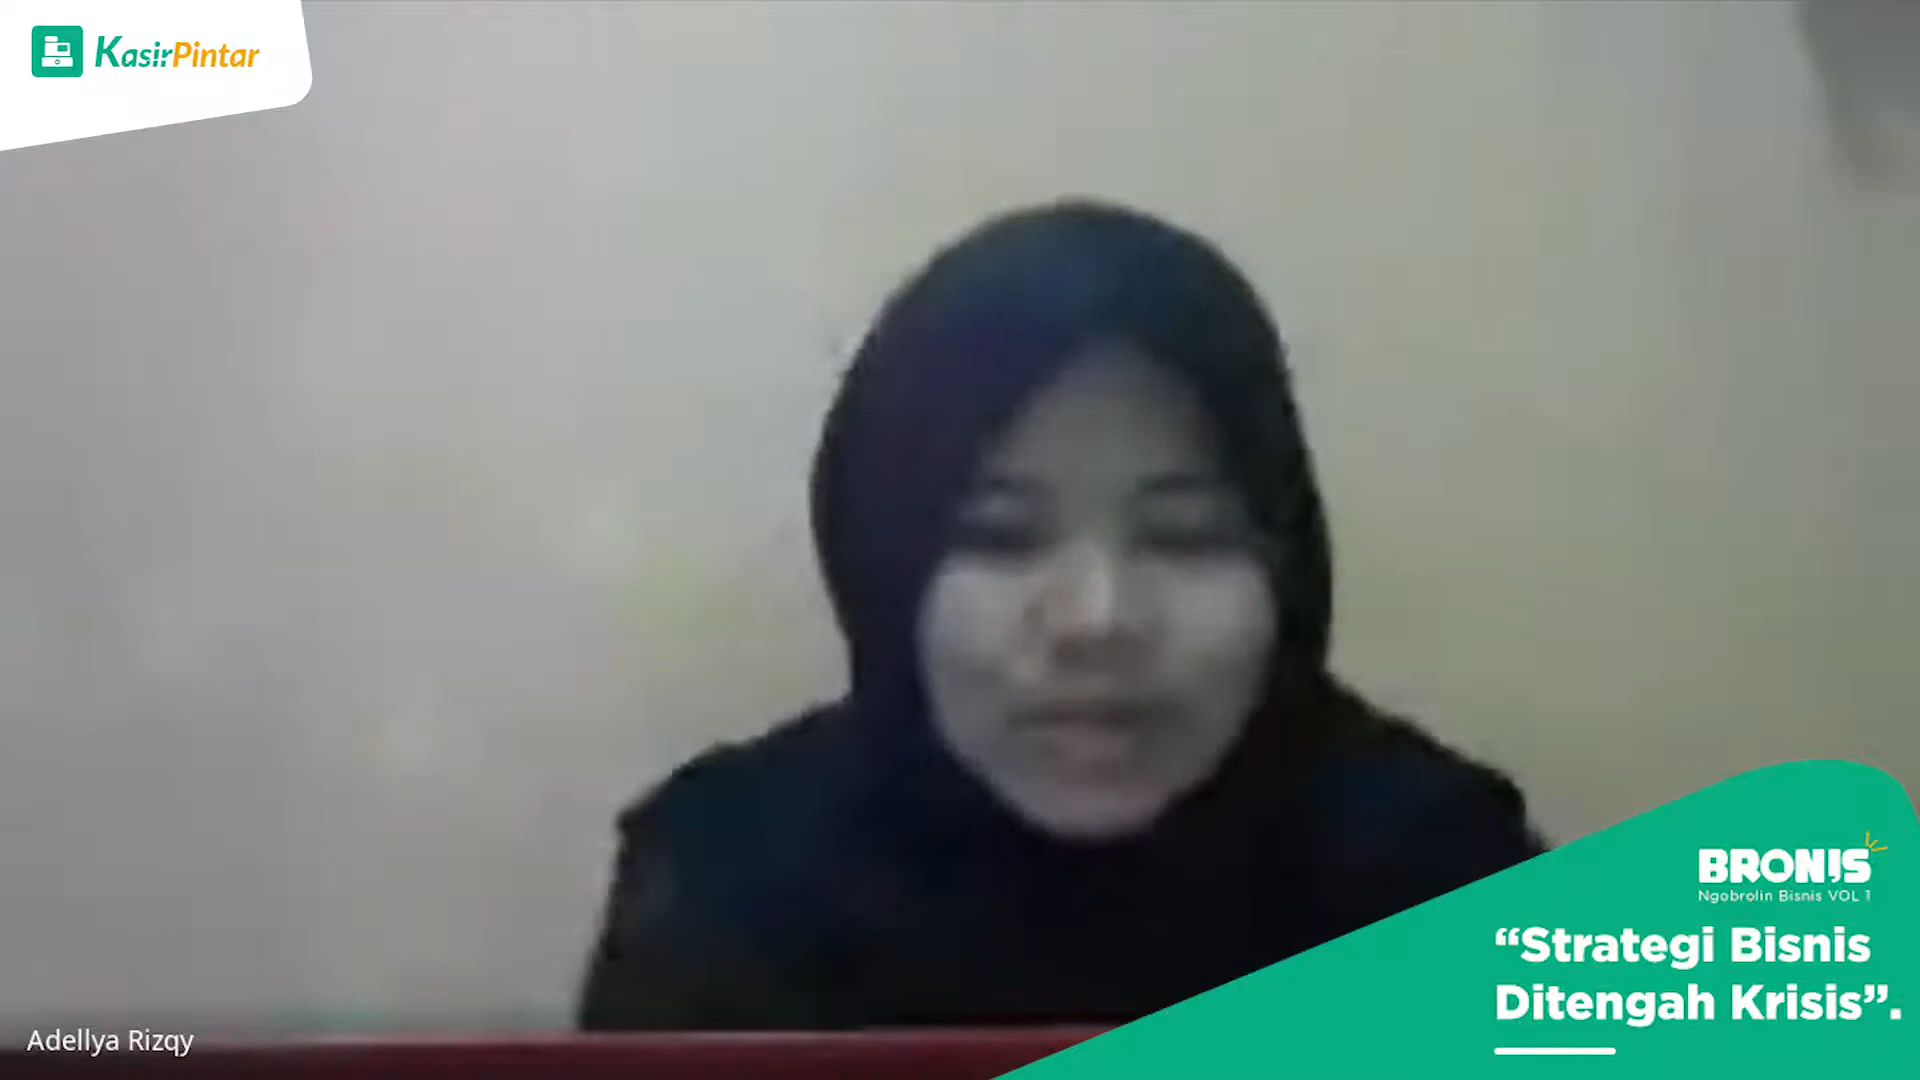 KasirPintar
BRONIS
Ngobrolin Bisnis VOL 1
“Strategi Bisnis
Ditengah Krisis”.
Adellya Rizqy